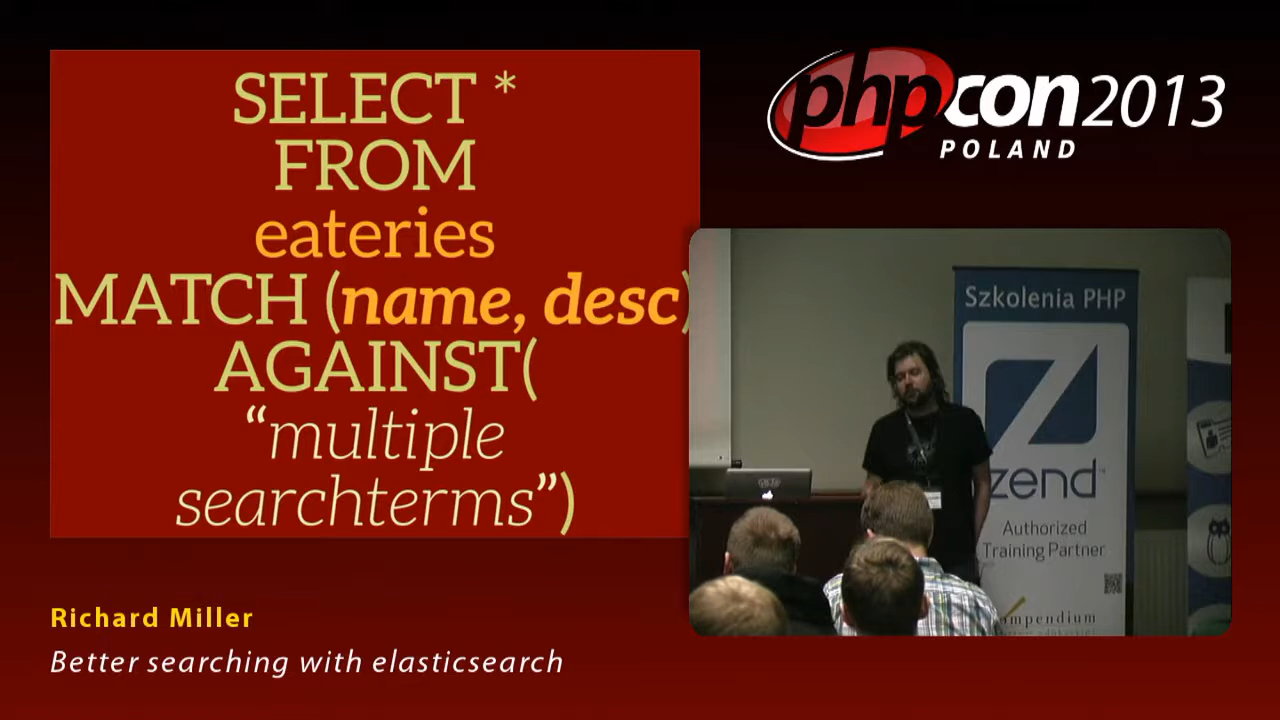 SELECT *
FROM
eateries
MATCH (name, desc)
AGAINST(
“multiple
searchterms”)
phpcon2013
POLAND
Szkolenia PHP
zend
Authorized
Training Partner
Richard Miller
Better searching with elasticsearch